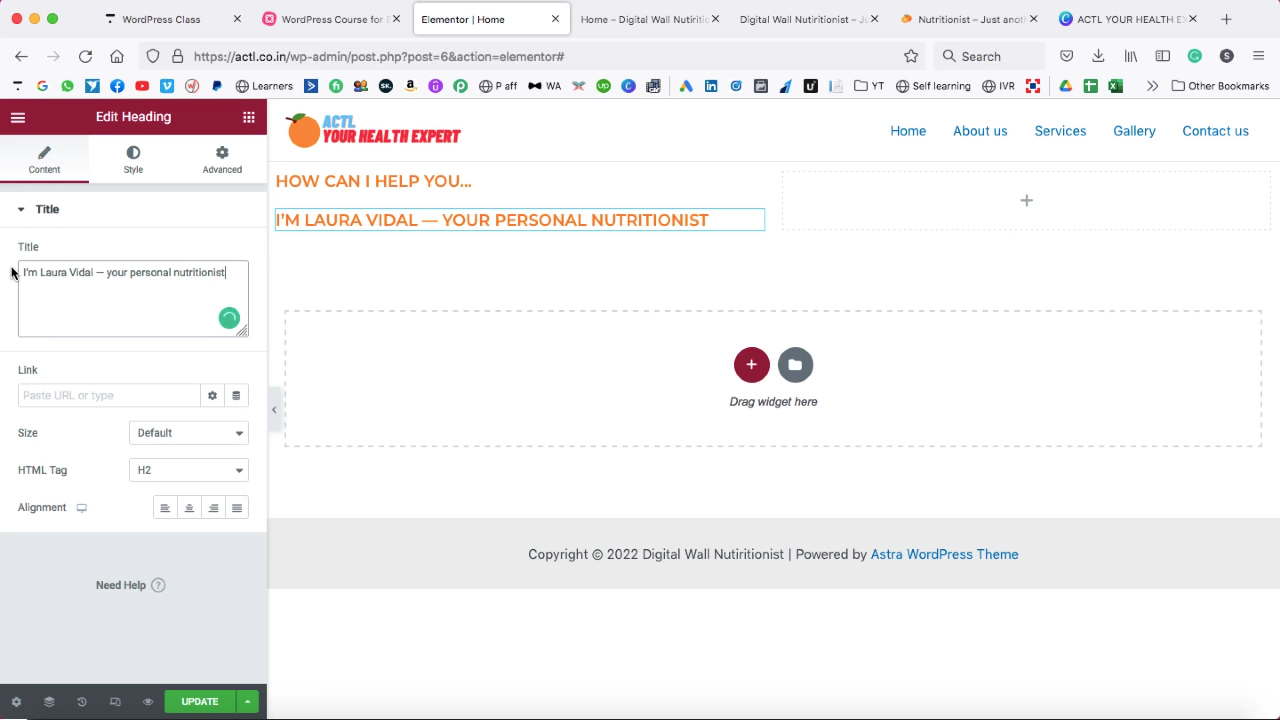 WordPress Class
WordPress Course for E
Elementor | Home
Home – Digital Wall Nutiritic
Digital Wall Nutiritionist – Ju
Nutritionist – Just anot
ACTL YOUR HEALTH E
https://actl.co.in/wp-admin/post.php?post=6&action=elementor#
Search
Learners
P aff
WA
YT
Self learning
IVR
Other Bookmarks
Edit Heading
Content
Style
Advanced
Title
Title
I'm Laura Vidal – your personal nutritionist
Link
Paste URL or type
Size
Default
HTML Tag
H2
Alignment
Need Help
UPDATE
ACTL
YOUR HEALTH EXPERT
Home
About us
Services
Gallery
Contact us
HOW CAN I HELP YOU...
I'M LAURA VIDAL — YOUR PERSONAL NUTRITIONIST
Drag widget here
Copyright © 2022 Digital Wall Nutiritionist | Powered by Astra WordPress Theme